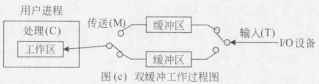 用户进程
处理(C)
工作区
传送(M)
缓冲区
缓冲区
输入(T)
I/O设备
图(c) 双缓冲工作过程图